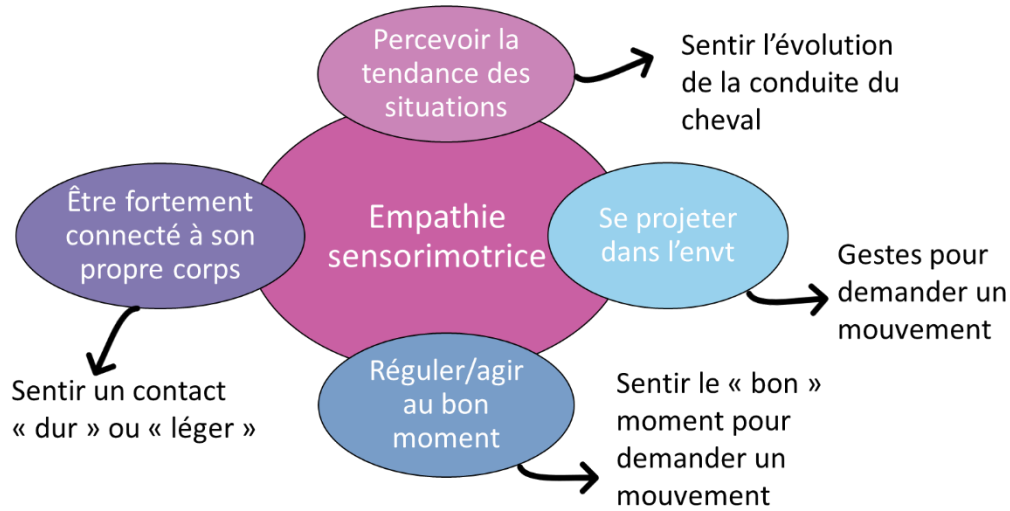 Percevoir la
tendance des
situations
Sentir l’évolution
de la conduite du
cheval
Être fortement
connecté à son
propre corps
Empathie
sensorimotrice
Se projeter
dans l’envt
Gestes pour
demander un
mouvement
Sentir un contact
« dur » ou « léger »
Réguler/agir
au bon
moment
Sentir le « bon »
moment pour
demander un
mouvement